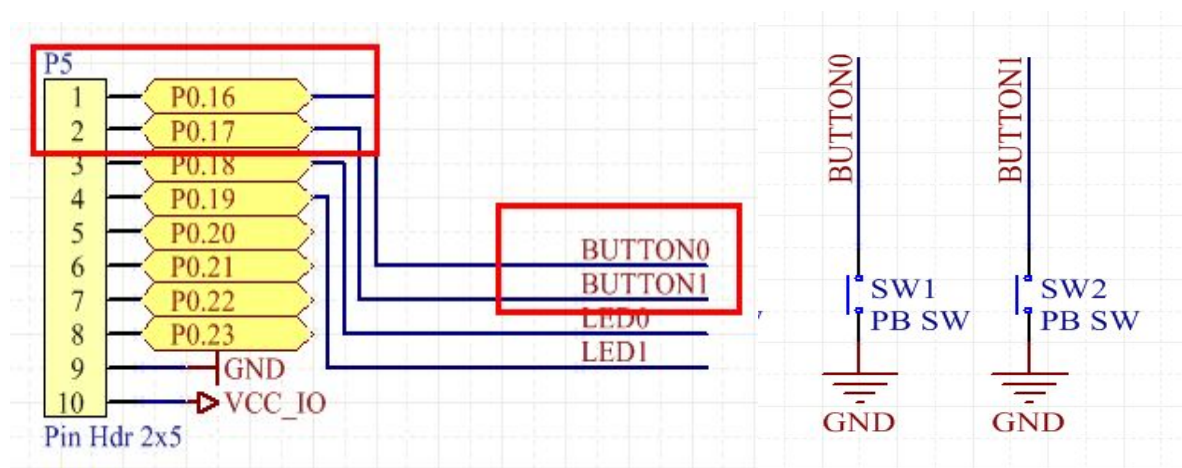 P5
1 P0.16
2 P0.17
3 P0.18
4 P0.19
5 P0.20
6 P0.21
7 P0.22
8 P0.23
9 GND
10 VCC_IO
Pin Hdr 2x5
BUTTON0
BUTTON1
LED0
LED1
BUTTON0
SW1
PB SW
GND
BUTTON1
SW2
PB SW
GND